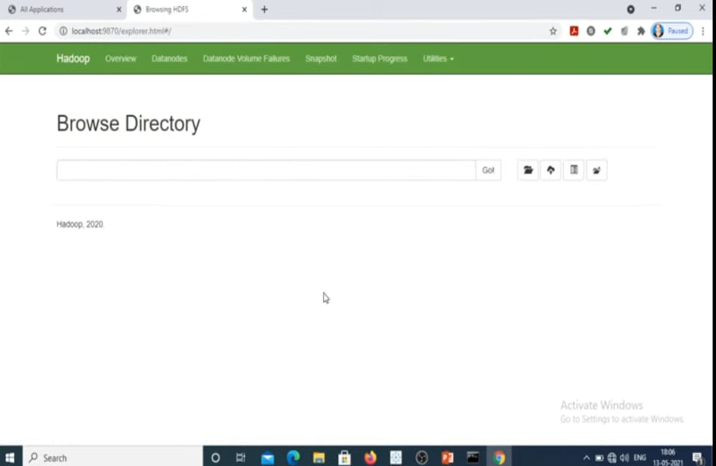 All Applications
Browsing HDFS
localhost:9870/explorer.html#/
Paused
Hadoop Overview Datanodes Datanode Volume Failures Snapshot Startup Progress Utilities
Browse Directory
Go!
Hadoop, 2020
Activate Windows
Go to Settings to activate Windows.
Search
ENG
18:06
13-05-2021